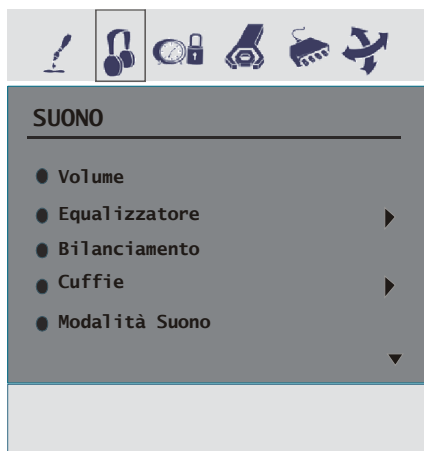 SUONO
Volume
Equalizzatore
Bilanciamento
Cuffie
Modalità Suono